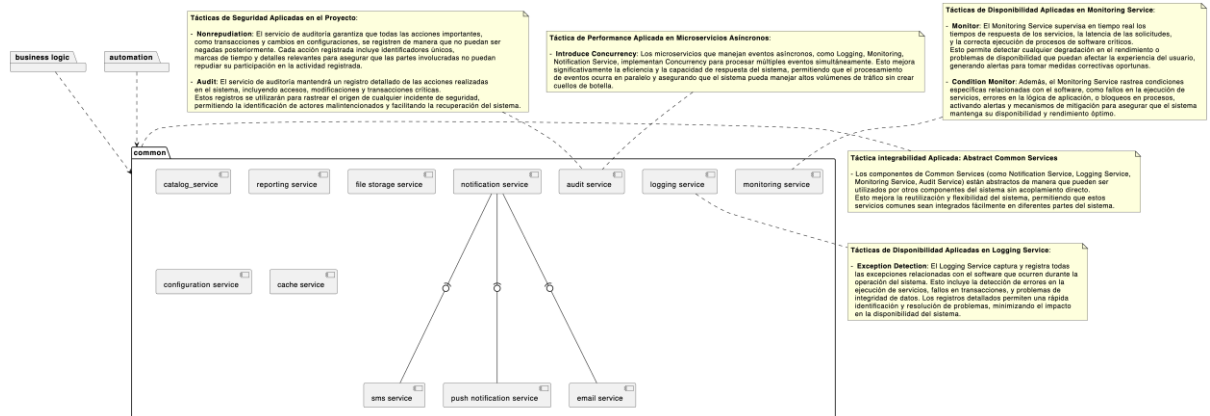 Tácticas de Seguridad Aplicadas en el Proyecto:
- Nonrepudiation: El servicio de auditoría garantiza que todas las acciones importantes,
como transacciones y cambios en configuraciones, se registren de manera que no puedan ser
negadas posteriormente. Cada acción registrada incluye identificadores únicos,
marcas de tiempo y detalles relevantes para asegurar que las partes involucradas no puedan
repudiar su participación en la actividad registrada.
- Audit: El servicio de auditoría mantendrá un registro detallado de las acciones realizadas
en el sistema, incluyendo accesos, modificaciones y transacciones críticas.
Estos registros se utilizarán para rastrear el origen de cualquier incidente de seguridad,
permitiendo la identificación de actores malintencionados y facilitando la recuperación del sistema.
Táctica de Performance Aplicada en Microservicios Asíncronos:
- Introduce Concurrency: Los microservicios que manejan eventos asíncronos, como Logging, Monitoring,
Notification Service, implementan Concurrency para procesar múltiples eventos simultáneamente. Esto mejora
significativamente la eficiencia y la capacidad de respuesta del sistema, permitiendo que el procesamiento
de eventos ocurra en paralelo y asegurando que el sistema pueda manejar altos volúmenes de tráfico sin crear
cuellos de botella.
Tácticas de Disponibilidad Aplicadas en Monitoring Service:
- Monitor: El Monitoring Service supervisa en tiempo real los
tiempos de respuesta de servicios, la latencia de las solicitudes,
y la correcta ejecución de procesos de software críticos.
Esto permite detectar cualquier degradación en el rendimiento o
problemas de disponibilidad que puedan afectar la experiencia del usuario,
generando alertas para tomar medidas correctivas oportunas.
- Condition Monitor: Además, el Monitoring Service rastrea condiciones
específicas relacionadas con el software, como fallos en la ejecución de
servicios, errores en la lógica de aplicación, o bloqueos en procesos,
activando alertas y mecanismos de mitigación para asegurar que el sistema
mantenga su disponibilidad y rendimiento óptimo.
business logic
automation
common
catalog_service
reporting service
file storage service
notification service
audit service
logging service
monitoring service
Táctica integrabilidad Aplicada: Abstract Common Services
- Los componentes de Common Services (como Notification Service, Logging Service,
Monitoring Service, Audit Service) están abstractos de manera que pueden ser
utilizados por otros componentes del sistema sin acoplamiento directo.
Esto mejora la reutilización y flexibilidad del sistema, permitiendo que estos
servicios comunes sean integrados fácilmente en diferentes partes del sistema.
configuration service
cache service
Tácticas de Disponibilidad Aplicadas en Logging Service:
- Exception Detection: El Logging Service captura y registra todas
las excepciones relacionadas con el software que ocurren durante la
operación del sistema. Esto incluye la detección de errores en la
ejecución de servicios, fallos en transacciones, y problemas de
integridad de datos. Los registros detallados permiten una rápida
identificación y resolución de problemas, minimizando el impacto
en la disponibilidad del sistema.
sms service
push notification service
email service